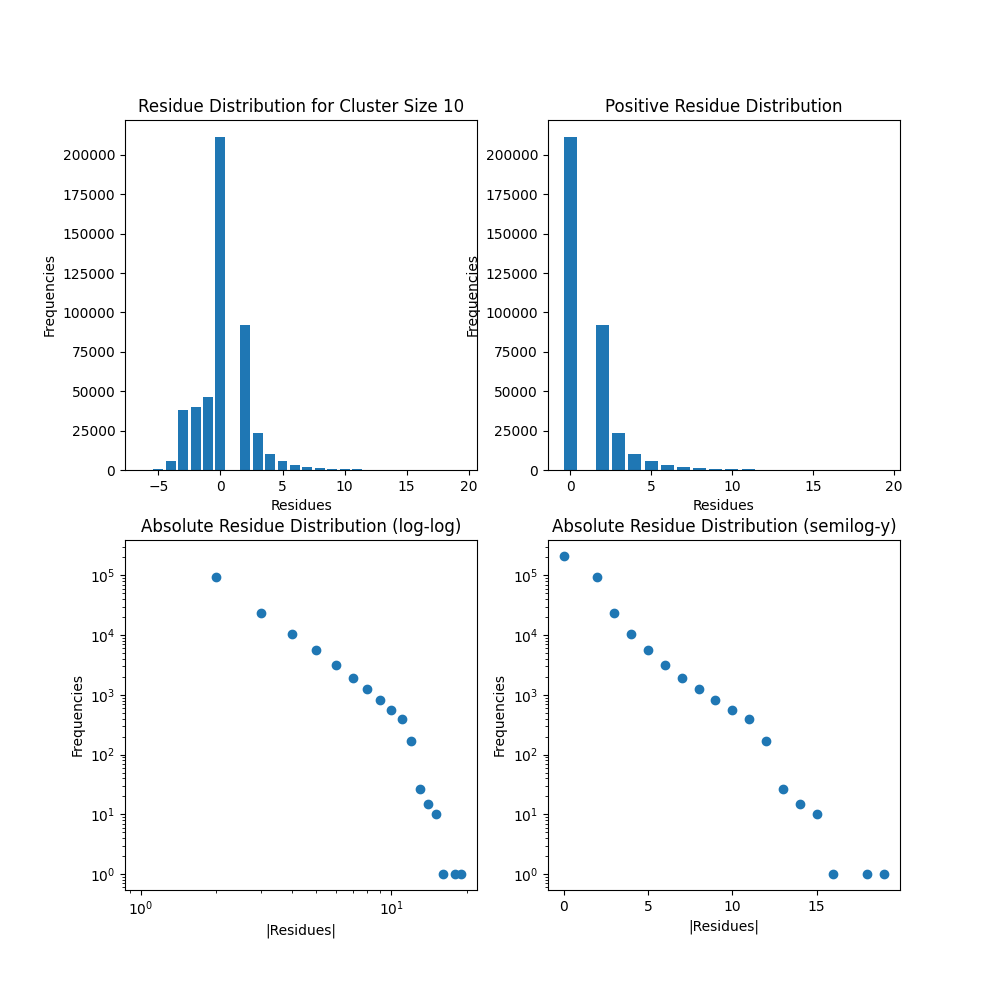 Residue Distribution for Cluster Size 10
Frequencies
200000
175000
150000
125000
100000
75000
50000
25000
0
−5 0 5 10 15 20
Residues
Positive Residue Distribution
Frequencies
200000
175000
150000
125000
100000
75000
50000
25000
0
0 5 10 15 20
Residues
Absolute Residue Distribution (log-log)
Frequencies
10⁵
10⁴
10³
10²
10¹
10⁰
10⁰ 10¹
|Residues|
Absolute Residue Distribution (semilog-y)
Frequencies
10⁵
10⁴
10³
10²
10¹
10⁰
0 5 10 15
|Residues|